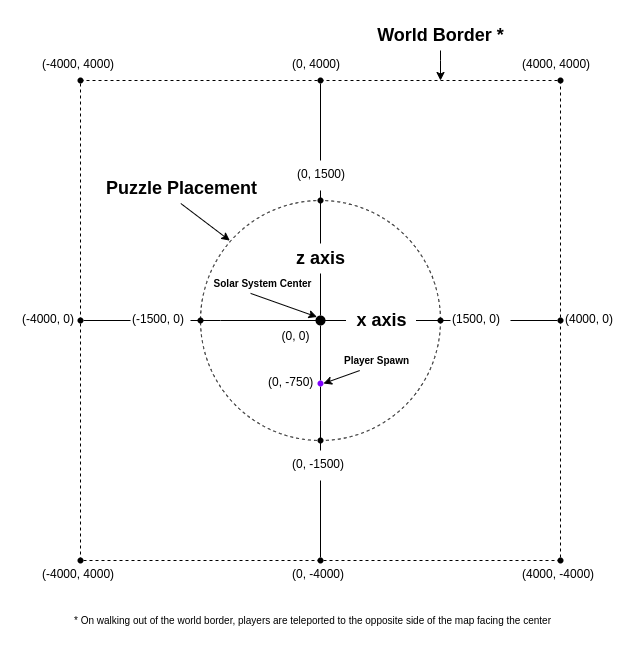 World Border *
(-4000, 4000)
(0, 4000)
(4000, 4000)
(0, 1500)
Puzzle Placement
z axis
Solar System Center
(-4000, 0)
(-1500, 0)
x axis
(1500, 0)
(4000, 0)
(0, 0)
Player Spawn
(0, -750)
(0, -1500)
(-4000, 4000)
(0, -4000)
(4000, -4000)
* On walking out of the world border, players are teleported to the opposite side of the map facing the center